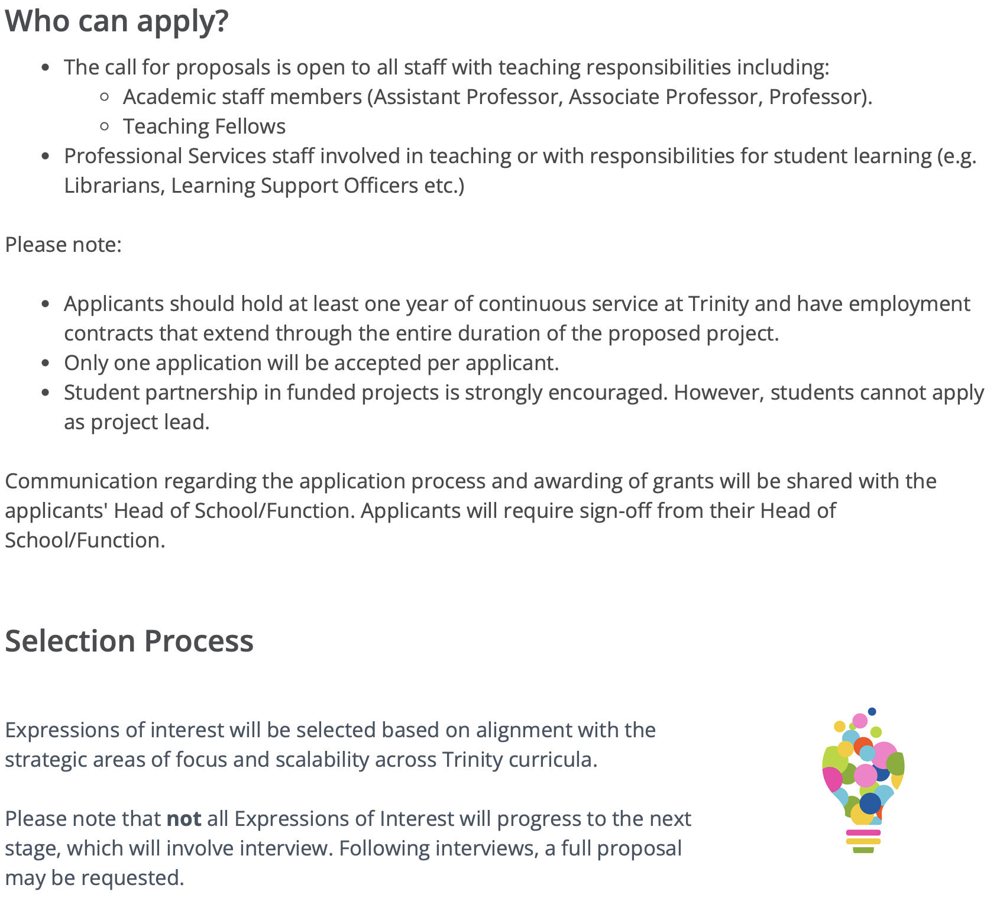 Who can apply?
• The call for proposals is open to all staff with teaching responsibilities including:
◦ Academic staff members (Assistant Professor, Associate Professor, Professor).
◦ Teaching Fellows
• Professional Services staff involved in teaching or with responsibilities for student learning (e.g.
Librarians, Learning Support Officers etc.)
Please note:
• Applicants should hold at least one year of continuous service at Trinity and have employment
contracts that extend through the entire duration of the proposed project.
• Only one application will be accepted per applicant.
• Student partnership in funded projects is strongly encouraged. However, students cannot apply
as project lead.
Communication regarding the application process and awarding of grants will be shared with the
applicants' Head of School/Function. Applicants will require sign-off from their Head of
School/Function.
Selection Process
Expressions of interest will be selected based on alignment with the
strategic areas of focus and scalability across Trinity curricula.
Please note that not all Expressions of Interest will progress to the next
stage, which will involve interview. Following interviews, a full proposal
may be requested.